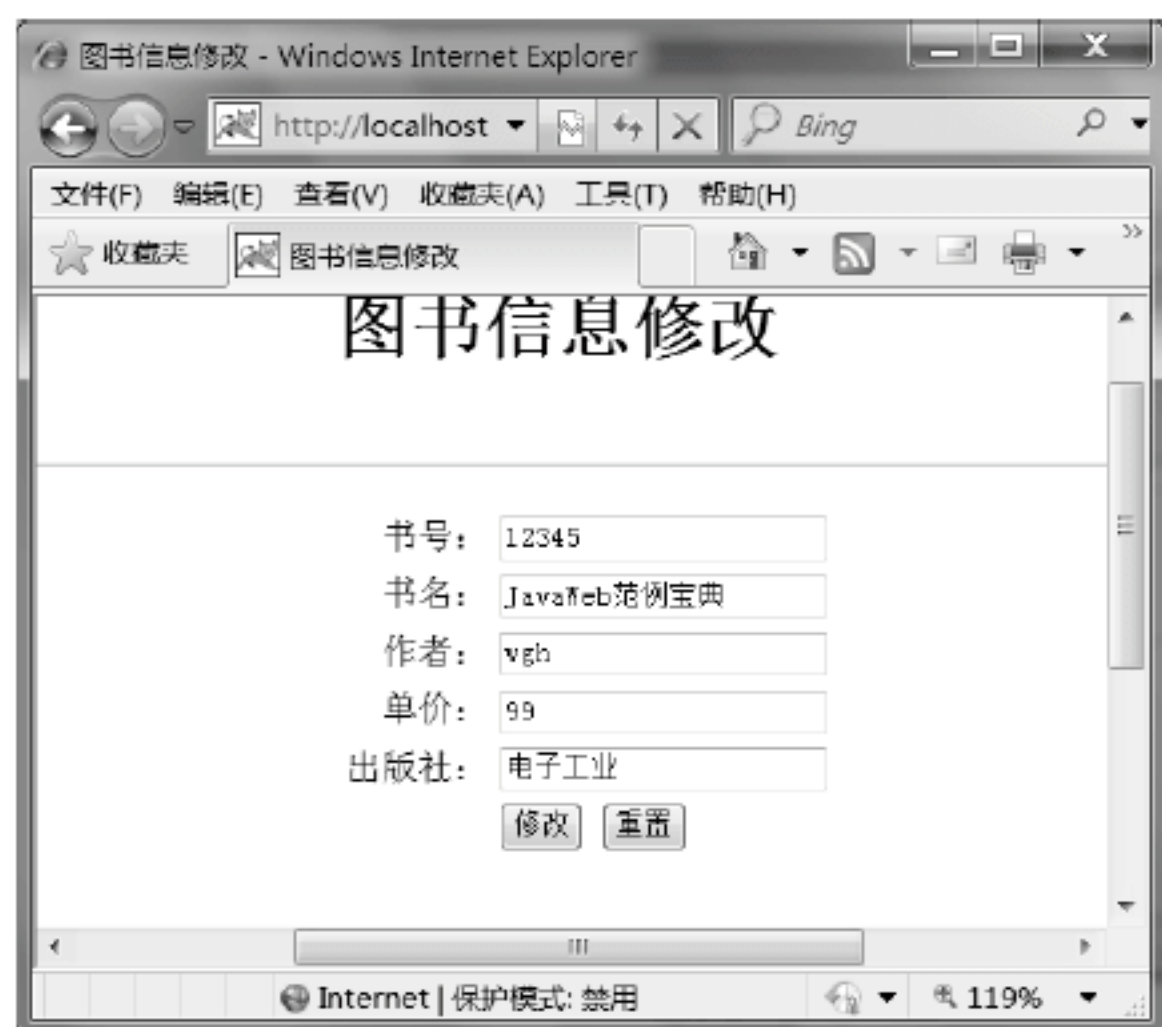 图书信息修改 - Windows Internet Explorer
http://localhost
Bing
文件(F) 编辑(E) 查看(V) 收藏夹(A) 工具(T) 帮助(H)
收藏夹 图书信息修改
图书信息修改
书号: 12345
书名: JavaWeb范例宝典
作者: vgh
单价: 99
出版社: 电子工业
修改 重置
Internet | 保护模式: 禁用 119%